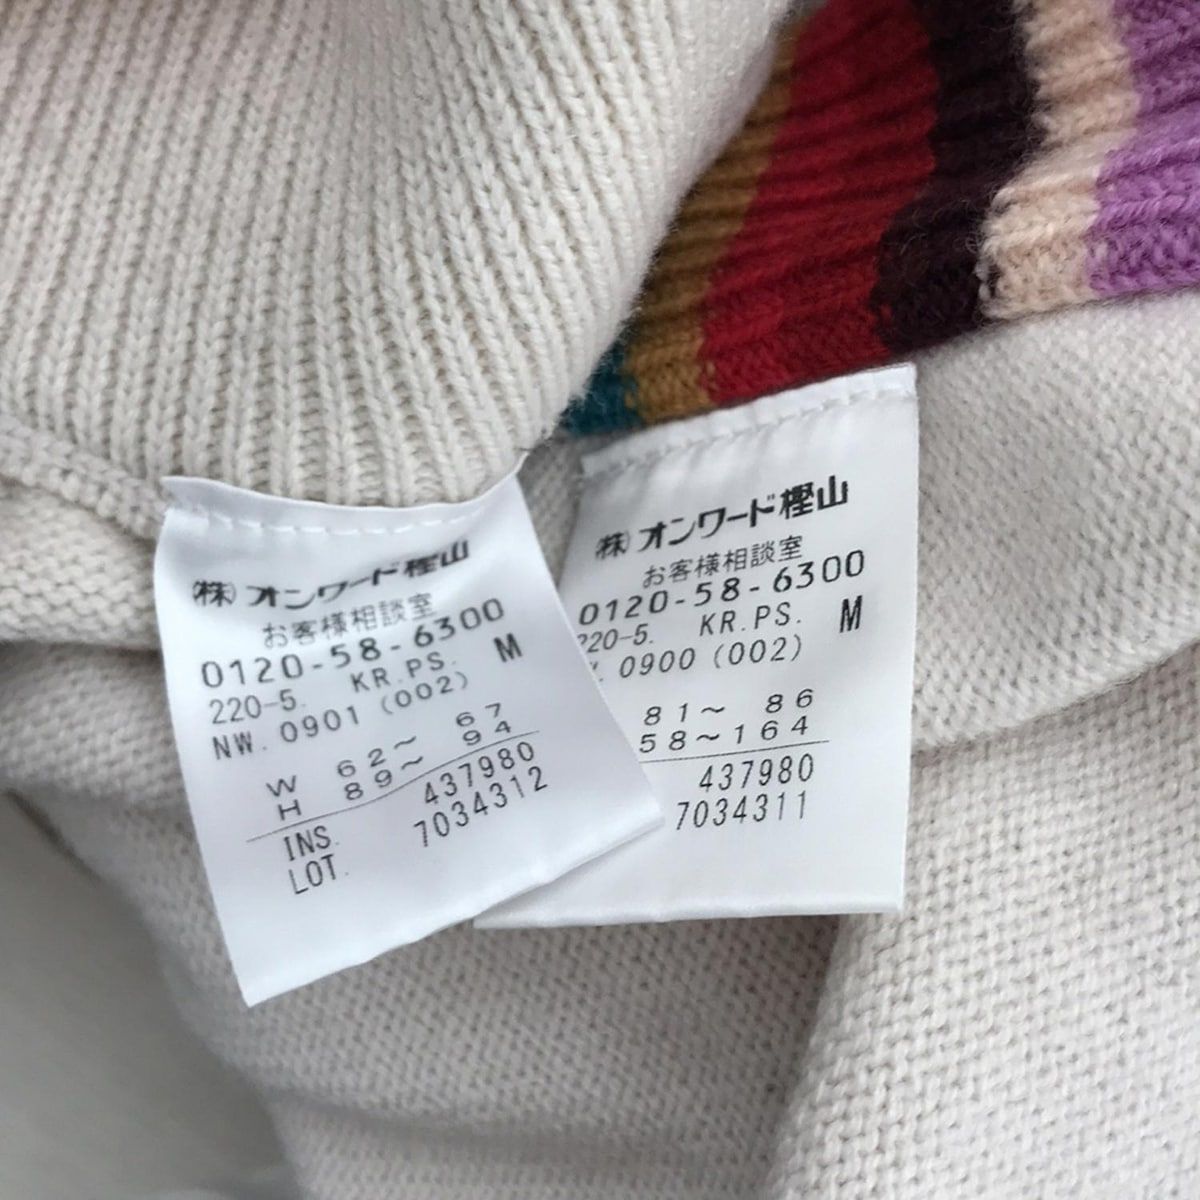 (株)オンワード樫山
お客様相談室
0120-58-6300
220-5. KR.PS. M
NW. 0901 (002)
W 62～ 67
H 89～ 94
INS. 437980
LOT. 7034312
(株)オンワード樫山
お客様相談室
0120-58-6300
220-5. KR.PS. M
0900 (002)
81～ 86
58～164
437980
7034311